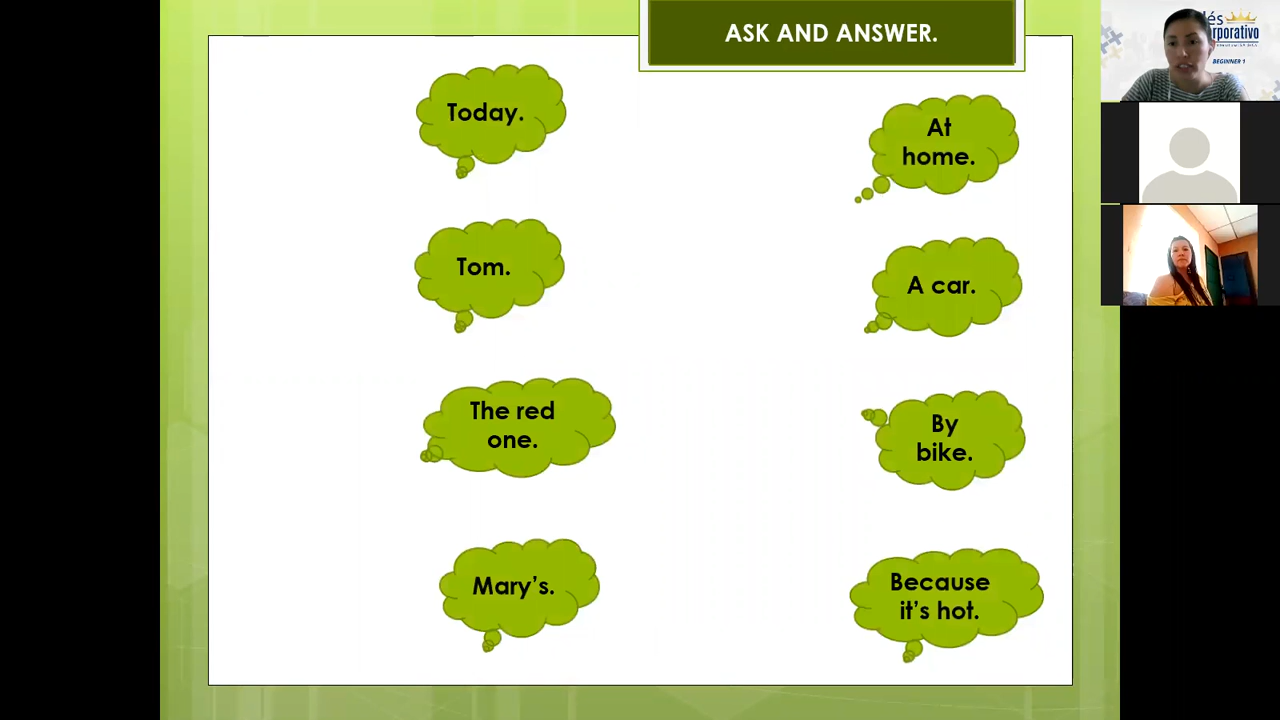 ASK AND ANSWER.
Today.
At
home.
Tom.
A car.
The red
one.
By
bike.
Mary's.
Because
it's hot.
BEGINNER 1